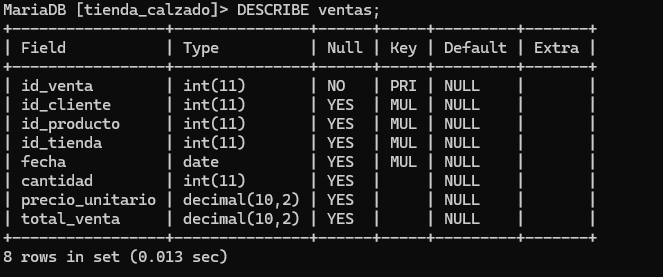 MariaDB [tienda_calzado]> DESCRIBE ventas;
+-----------------+---------------+------+-----+---------+-------+
| Field           | Type          | Null | Key | Default | Extra |
+-----------------+---------------+------+-----+---------+-------+
| id_venta        | int(11)       | NO   | PRI | NULL    |       |
| id_cliente      | int(11)       | YES  | MUL | NULL    |       |
| id_producto     | int(11)       | YES  | MUL | NULL    |       |
| id_tienda       | int(11)       | YES  | MUL | NULL    |       |
| fecha           | date          | YES  | MUL | NULL    |       |
| cantidad        | int(11)       | YES  |     | NULL    |       |
| precio_unitario | decimal(10,2) | YES  |     | NULL    |       |
| total_venta     | decimal(10,2) | YES  |     | NULL    |       |
+-----------------+---------------+------+-----+---------+-------+
8 rows in set (0.013 sec)